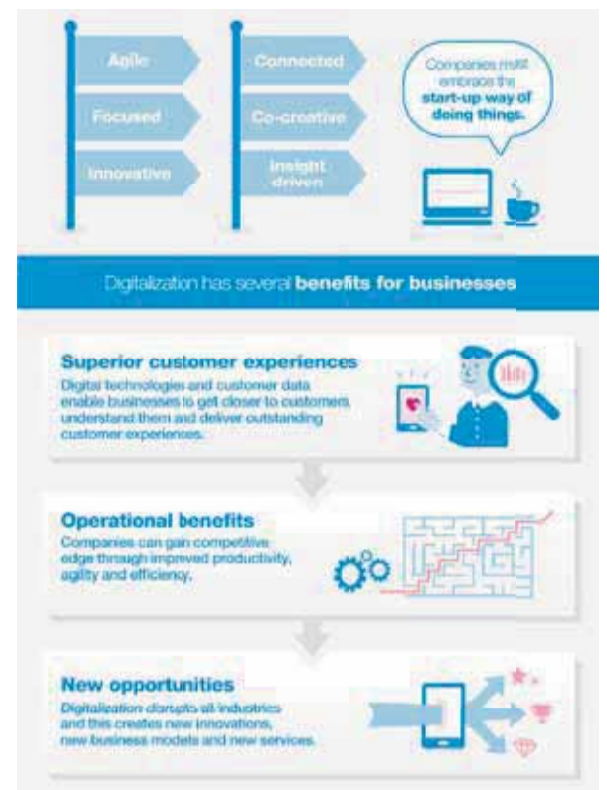 Agile
Connected
Focused
Co-creative
Innovative
Insight
driven
Companies must
embrace the
start-up way of
doing things.
Digitalization has several benefits for businesses
Superior customer experiences
Digital technologies and customer data
enable businesses to get closer to customers
understand them and deliver outstanding
customer experiences.
Operational benefits
Companies can gain competitive
edge through improved productivity,
agility and efficiency.
New opportunities
Digitalization disrupts all industries
and this creates new innovations,
new business models and new services.